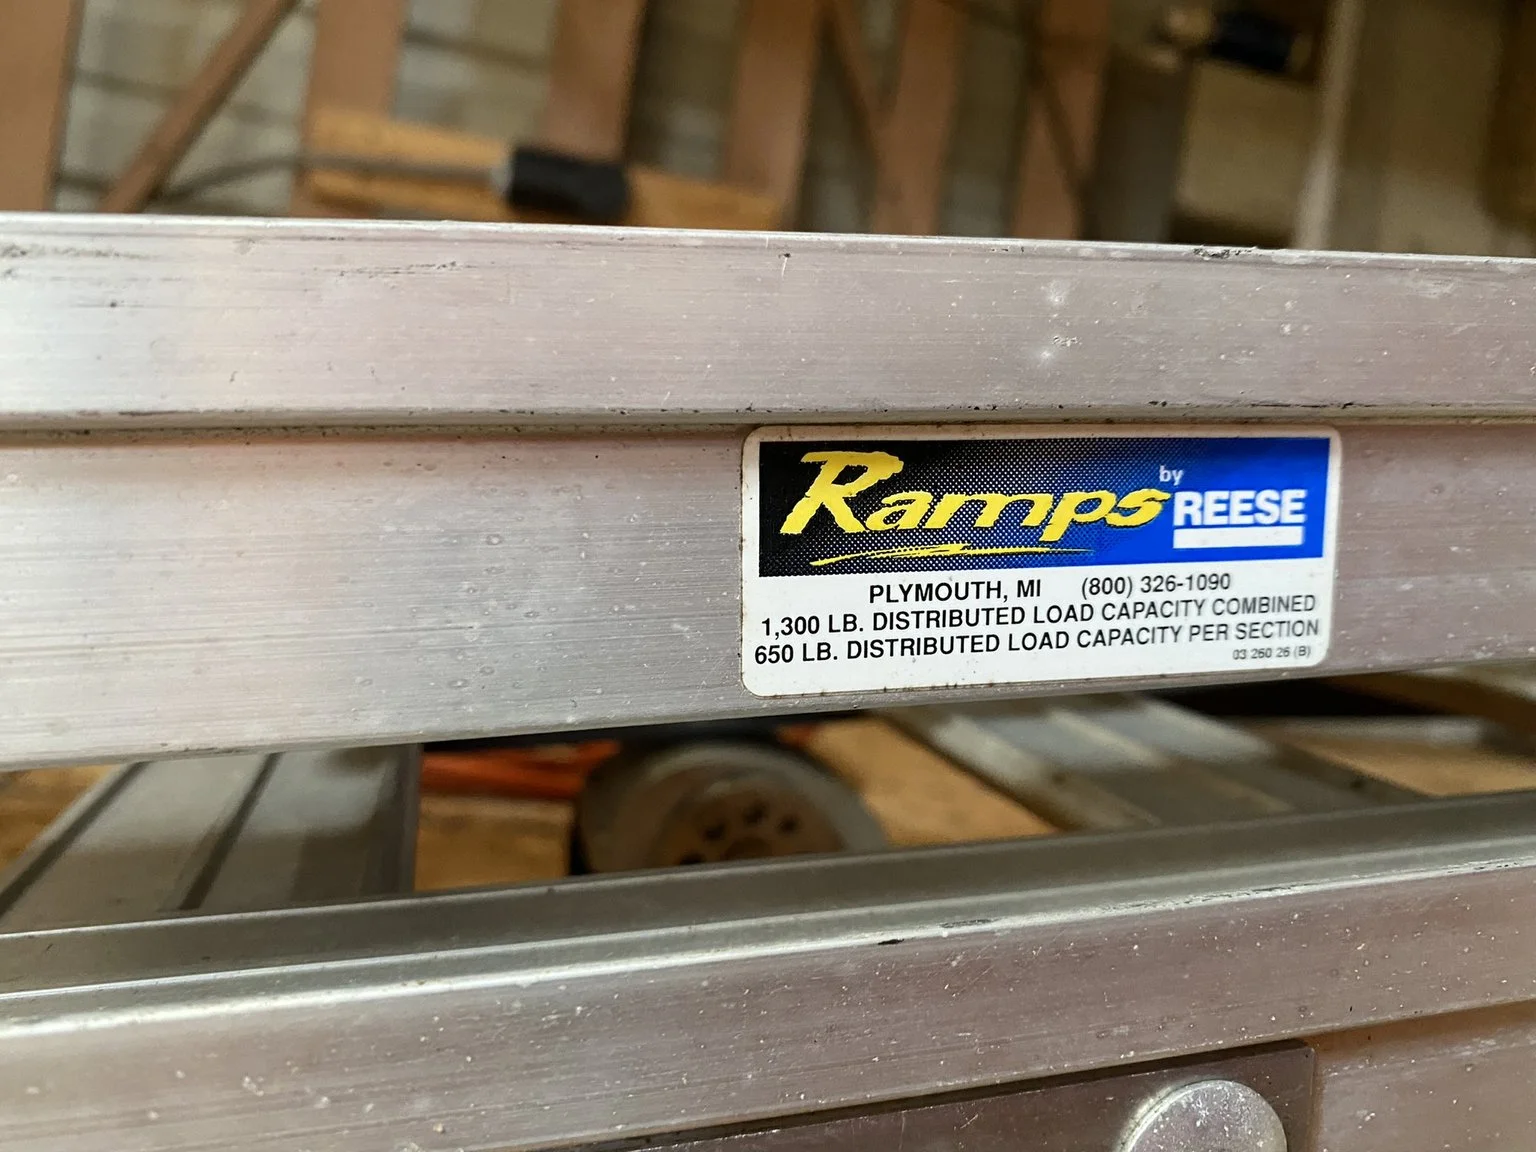 Ramps by REESE
PLYMOUTH, MI (800) 326-1090
1,300 LB. DISTRIBUTED LOAD CAPACITY COMBINED
650 LB. DISTRIBUTED LOAD CAPACITY PER SECTION
03 260 26 (B)